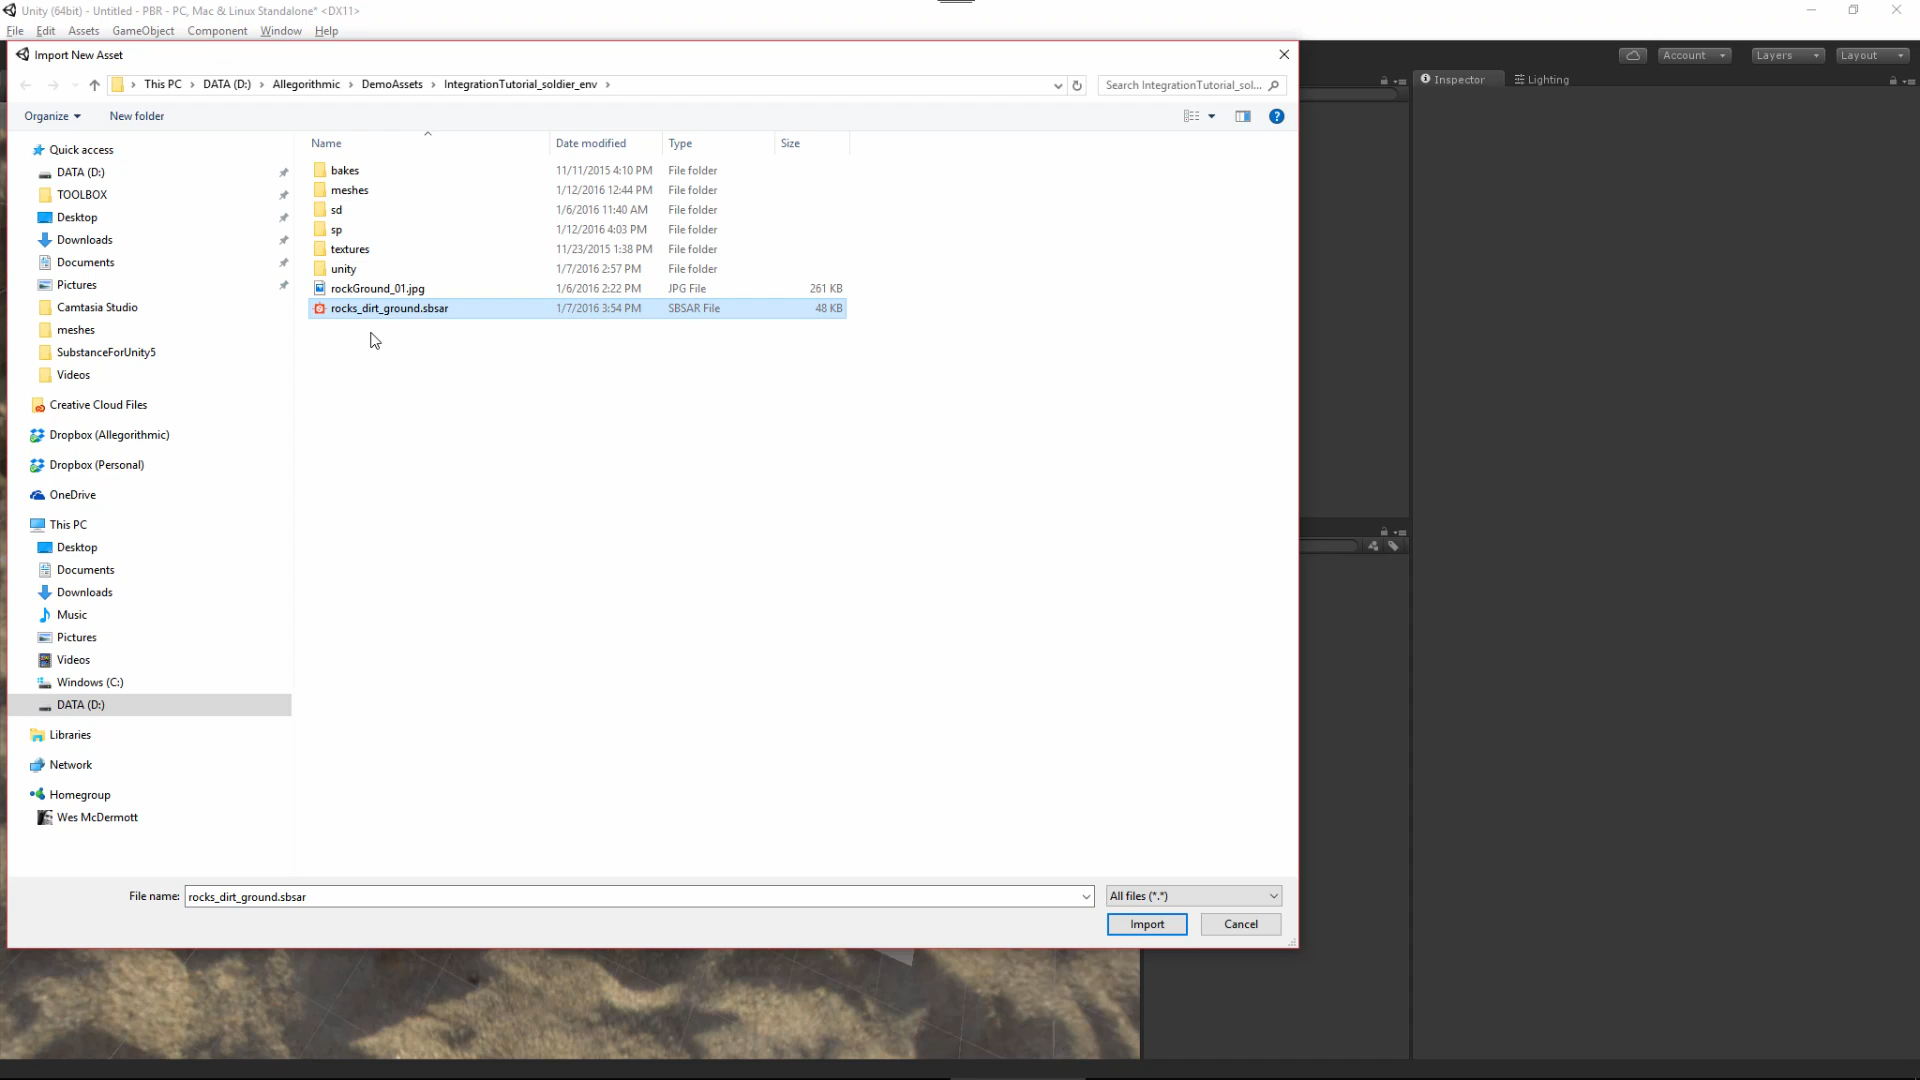 Unity (64bit) - Untitled - PBR - PC, Mac & Linux Standalone* <DX11>
File Edit Assets GameObject Component Window Help
Import New Asset
Account Layers Layout
This PC DATA (D:) Allegorithmic DemoAssets IntegrationTutorial_soldier_env
Search IntegrationTutorial_sol...
Inspector Lighting
Organize New folder
Name Date modified Type Size
Quick access
DATA (D:)
TOOLBOX
Desktop
Downloads
Documents
Pictures
Camtasia Studio
meshes
SubstanceForUnity5
Videos
Creative Cloud Files
Dropbox (Allegorithmic)
Dropbox (Personal)
OneDrive
This PC
Desktop
Documents
Downloads
Music
Pictures
Videos
Windows (C:)
DATA (D:)
Libraries
Network
Homegroup
Wes McDermott
bakes 11/11/2015 4:10 PM File folder
meshes 1/12/2016 12:44 PM File folder
sd 1/6/2016 11:40 AM File folder
sp 1/12/2016 4:03 PM File folder
textures 11/23/2015 1:38 PM File folder
unity 1/7/2016 2:57 PM File folder
rockGround_01.jpg 1/6/2016 2:22 PM JPG File 261 KB
rocks_dirt_ground.sbsar 1/7/2016 3:54 PM SBSAR File 48 KB
File name: rocks_dirt_ground.sbsar All files (*.*)
Import Cancel